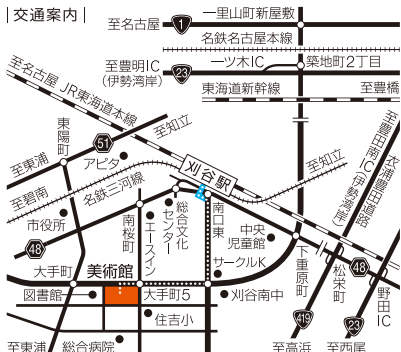 交通案内
至名古屋
1
一里山町新屋敷
名鉄名古屋本線
至豊明IC
(伊勢湾岸)
23
一ツ木IC
築地町2丁目
東海道新幹線
至豊橋
至名古屋
JR東海道本線
東陽町
51
至知立
至東浦
アピタ
刈谷駅
至知立
至豊田南IC(伊勢湾岸)
衣浦豊田道路
至碧南
名鉄三河線
市役所
48
南桜町
エースイン
総合文化センター
南口東
中央
児童館
サークルK
大手町
美術館
図書館
大手町5
刈谷南中
下重原町
松栄町
48
野田IC
住吉小
419
23
至東浦
総合病院
至高浜
至西尾